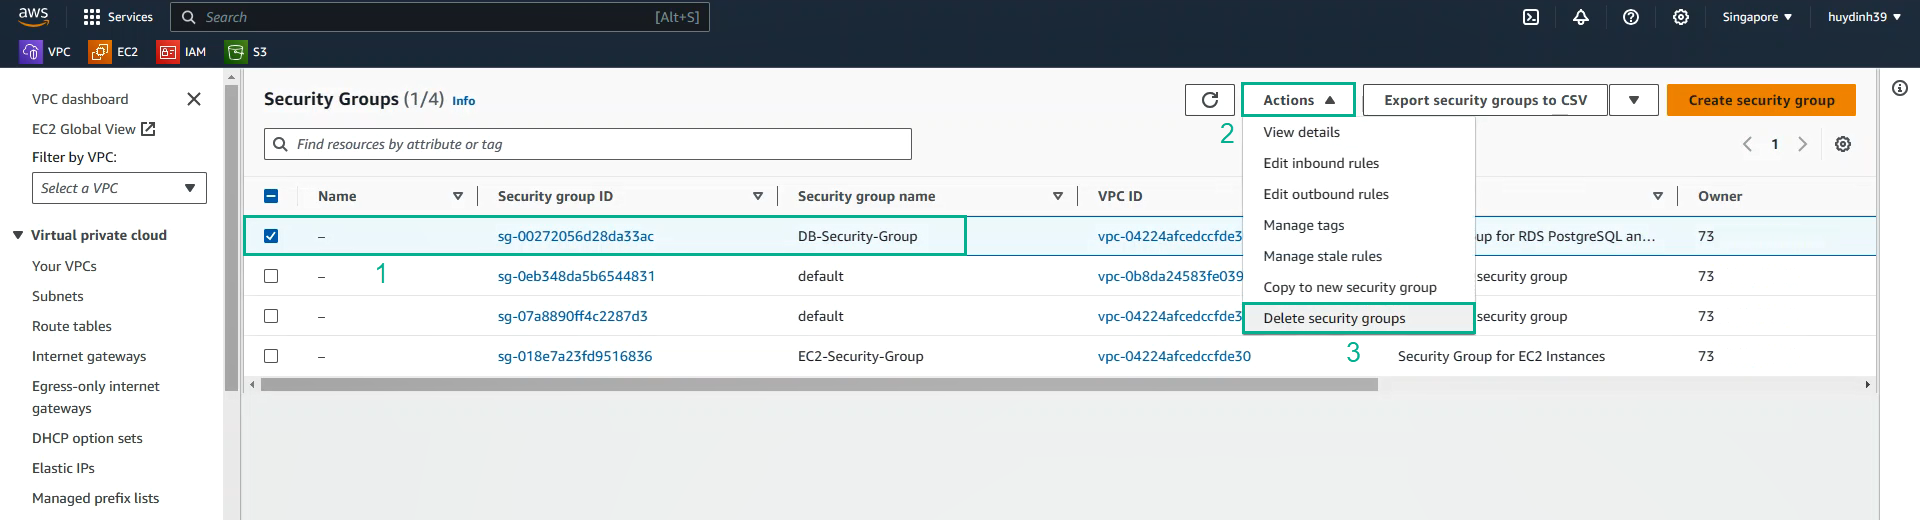 aws Services Search [Alt+S] Singapore huydinh39
VPC EC2 IAM S3
VPC dashboard
EC2 Global View
Filter by VPC:
Select a VPC
Virtual private cloud
Your VPCs
Subnets
Route tables
Internet gateways
Egress-only internet
gateways
DHCP option sets
Elastic IPs
Managed prefix lists
Security Groups (1/4) Info
Actions Export security groups to CSV Create security group
2
Find resources by attribute or tag
1
View details
Edit inbound rules
Edit outbound rules
Manage tags
Manage stale rules
Copy to new security group
Delete security groups
3
Name Security group ID Security group name VPC ID Owner
– sg-00272056d28da33ac DB-Security-Group vpc-04224afcedccfde3 up for RDS PostgreSQL an... 73
1
– sg-0eb348da5b6544831 default vpc-0b8da24583fe039 security group 73
– sg-07a8890ff4c2287d3 default vpc-04224afcedccfde3 security group 73
– sg-018e7a23fd9516836 EC2-Security-Group vpc-04224afcedccfde30 Security Group for EC2 Instances 73